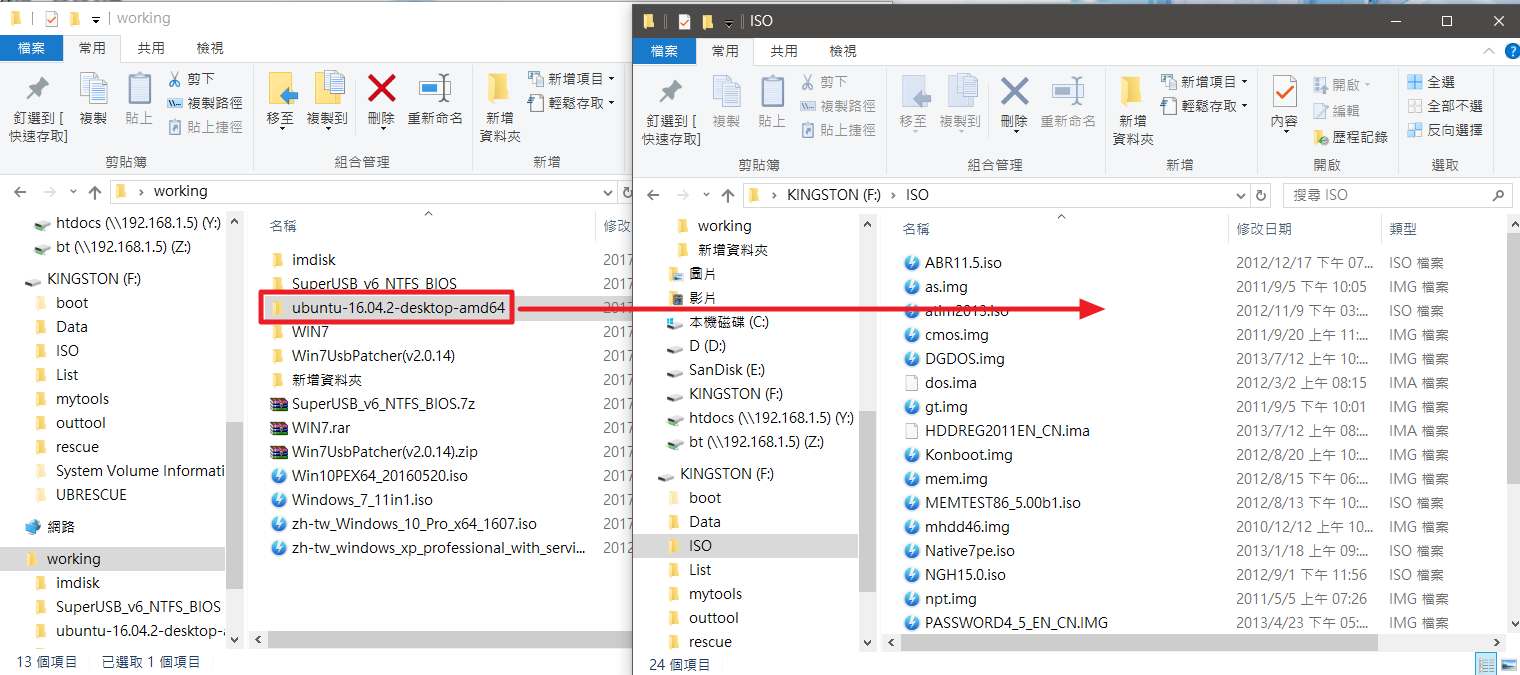 working
檔案 常用 共用 檢視
釘選到 [
快速存取]
複製
貼上
剪下
複製路徑
貼上捷徑
移至
複製到
刪除
重新命名
新增
資料夾
新增項目
輕鬆存取
剪貼簿
組合管理
新增
working
htdocs (\\192.168.1.5) (Y:)
bt (\\192.168.1.5) (Z:)
KINGSTON (F:)
boot
Data
ISO
List
mytools
outtool
rescue
System Volume Informati
UBRESCUE
網路
working
imdisk
SuperUSB_v6_NTFS_BIOS
ubuntu-16.04.2-desktop-a
名稱 修改
imdisk 2017
SuperUSB_v6_NTFS_BIOS 2017
ubuntu-16.04.2-desktop-amd64
WIN7 2017
Win7UsbPatcher(v2.0.14) 2017
新增資料夾 2017
SuperUSB_v6_NTFS_BIOS.7z 2017
WIN7.rar 2017
Win7UsbPatcher(v2.0.14).zip 2017
Win10PEX64_20160520.iso 2017
Windows_7_11in1.iso 2017
zh-tw_Windows_10_Pro_x64_1607.iso 2017
zh-tw_windows_xp_professional_with_servi... 2012
13 個項目 已選取 1 個項目
ISO
檔案 常用 共用 檢視
釘選到 [
快速存取]
複製
貼上
剪下
複製路徑
貼上捷徑
移至
複製到
刪除
重新命名
新增
資料夾
新增項目
輕鬆存取
內容
開啟
編輯
歷程記錄
全選
全部不選
反向選擇
剪貼簿
組合管理
新增
開啟
選取
KINGSTON (F:) ISO
搜尋 ISO
working
新增資料夾
圖片
影片
本機磁碟 (C:)
D (D:)
SanDisk (E:)
KINGSTON (F:)
htdocs (\\192.168.1.5) (Y:)
bt (\\192.168.1.5) (Z:)
KINGSTON (F:)
boot
Data
ISO
List
mytools
outtool
rescue
名稱 修改日期 類型
ABR11.5.iso 2012/12/17 下午 07:... ISO 檔案
as.img 2011/9/5 下午 10:05 IMG 檔案
atim2013.iso 2012/11/9 下午 03:... ISO 檔案
cmos.img 2011/9/20 上午 11:... IMG 檔案
DGDOS.img 2013/7/12 上午 10:... IMG 檔案
dos.ima 2012/3/2 上午 08:15 IMA 檔案
gt.img 2011/9/5 下午 10:01 IMG 檔案
HDDREG2011EN_CN.ima 2013/7/12 上午 08:... IMA 檔案
Konboot.img 2012/8/20 上午 10:... IMG 檔案
mem.img 2012/8/15 下午 06:... IMG 檔案
MEMTEST86_5.00b1.iso 2012/8/13 下午 10:... ISO 檔案
mhdd46.img 2010/12/12 上午 10... IMG 檔案
Native7pe.iso 2013/1/18 上午 09:... ISO 檔案
NGH15.0.iso 2012/9/1 下午 11:56 ISO 檔案
npt.img 2011/5/5 上午 07:26 IMG 檔案
PASSWORD4_5_EN_CN.IMG 2013/4/23 下午 05:... IMG 檔案
24 個項目